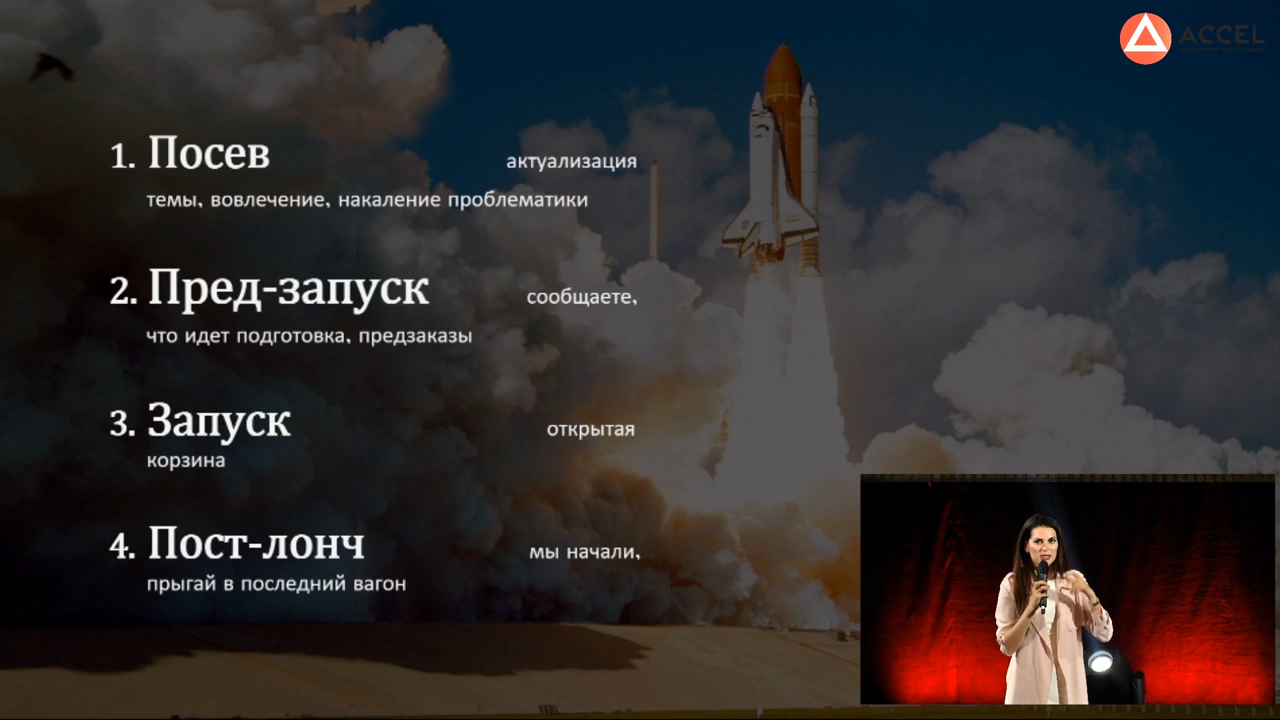 ACCEL
1. Посев актуализация
темы, вовлечение, накаление проблематики
2. Пред-запуск сообщаете,
что идет подготовка, предзаказы
3. Запуск открытая
корзина
4. Пост-лонч мы начали,
прыгай в последний вагон